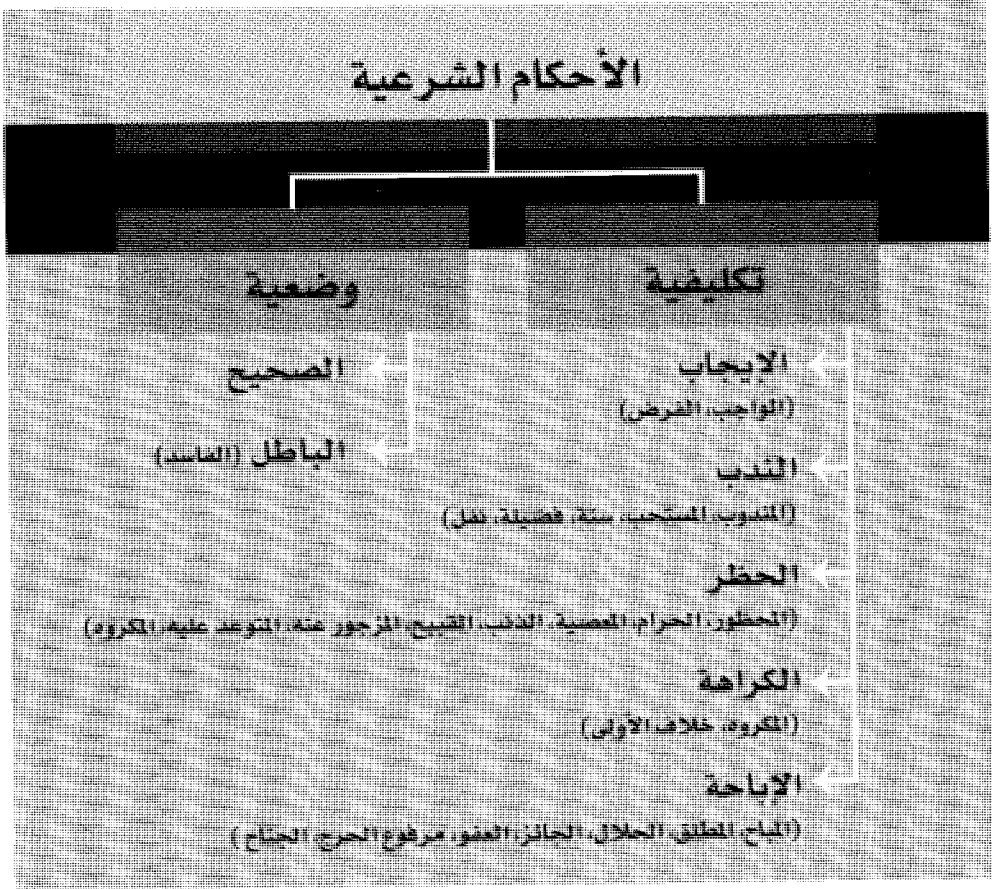 الأحكام الشرعية
تكليفية
الإيجاب
(الواجب، الفرض)
الندب
(المندوب، المستحب، سنة، فضيلة، نفل)
الحظر
(المحظور، الحرام، المعصية، الذنب، القبيح، المزجور عنه، المتوعد عليه، المكروه)
الكراهة
(المكروه، خلاف الأولى)
الإباحة
(المباح، المطلق، الحلال، الجائز، العفو، مرفوع الحرج، الجناح)
وضعية
الصحيح
الباطل (الفاسد)